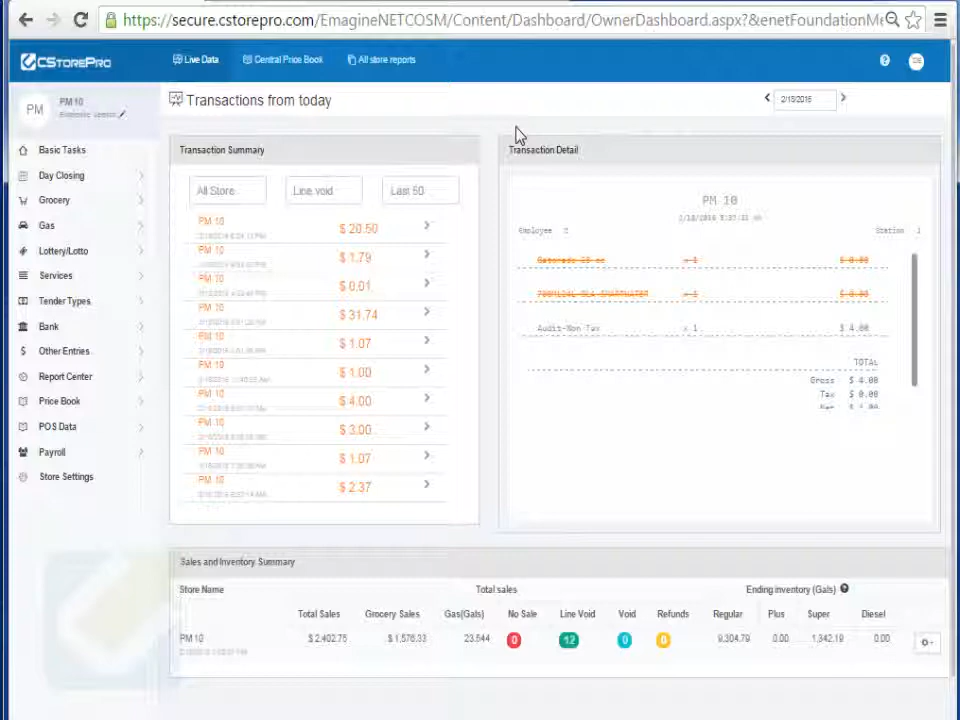 https://secure.cstorepro.com/EmagineNETCOSM/Content/Dashboard/OwnerDashboard.aspx?&enetFoundationM
CSTOREPRO
Live Data
Central Price Book
All store reports
PM
PM 10
Transactions from today
Basic Tasks
Day Closing
Grocery
Gas
Lottery/Lotto
Services
Tender Types
Bank
Other Entries
Report Center
Price Book
POS Data
Payroll
Store Settings
Transaction Summary
All Store
Line void
Last 50
PM 10 $ 20.50
PM 10 $ 1.79
PM 10 $ 0.01
PM 10 $ 31.74
PM 10 $ 1.07
PM 10 $ 1.00
PM 10 $ 4.00
PM 10 $ 3.00
PM 10 $ 1.07
PM 10 $ 2.37
Transaction Detail
PM 10
Employee
Station 1
x 1 $ 0.00
x 1 $ 0.00
Audit-Non Tax x 1 $ 4.00
TOTAL
Gross $ 4.00
Tax $ 0.00
Sales and Inventory Summary
Store Name Total sales Ending inventory (Gals)
Total Sales Grocery Sales Gas(Gals) No Sale Line Void Void Refunds Regular Plus Super Diesel
PM 10 $ 2,402.75 $ 1,576.33 23.544 0 12 0 0 9,304.79 0.00 1,342.19 0.00